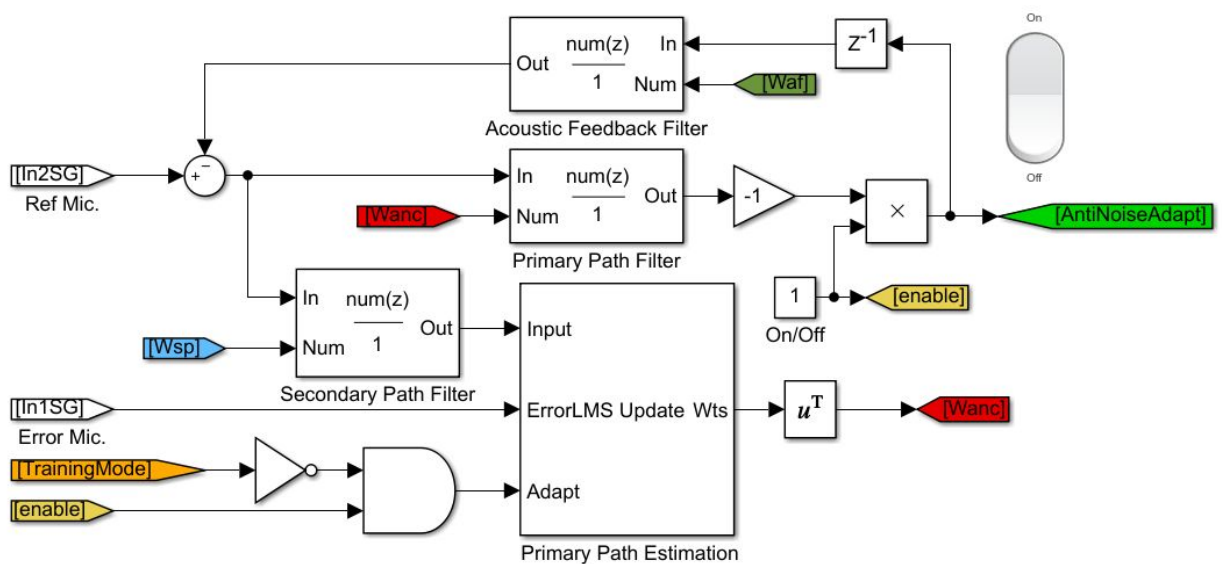 On
Off
Out
num(z)
1
In
Num
Z-1
[Waf]
Acoustic Feedback Filter
[In2SG]
Ref Mic.
+
−
In
Num
num(z)
1
Out
[Wanc]
Primary Path Filter
-1
×
[AntiNoiseAdapt]
1
On/Off
[enable]
In
Num
num(z)
1
Out
[Wsp]
Secondary Path Filter
[In1SG]
Error Mic.
[TrainingMode]
[enable]
Input
ErrorLMS Update Wts
Adapt
Primary Path Estimation
uT
[Wanc]